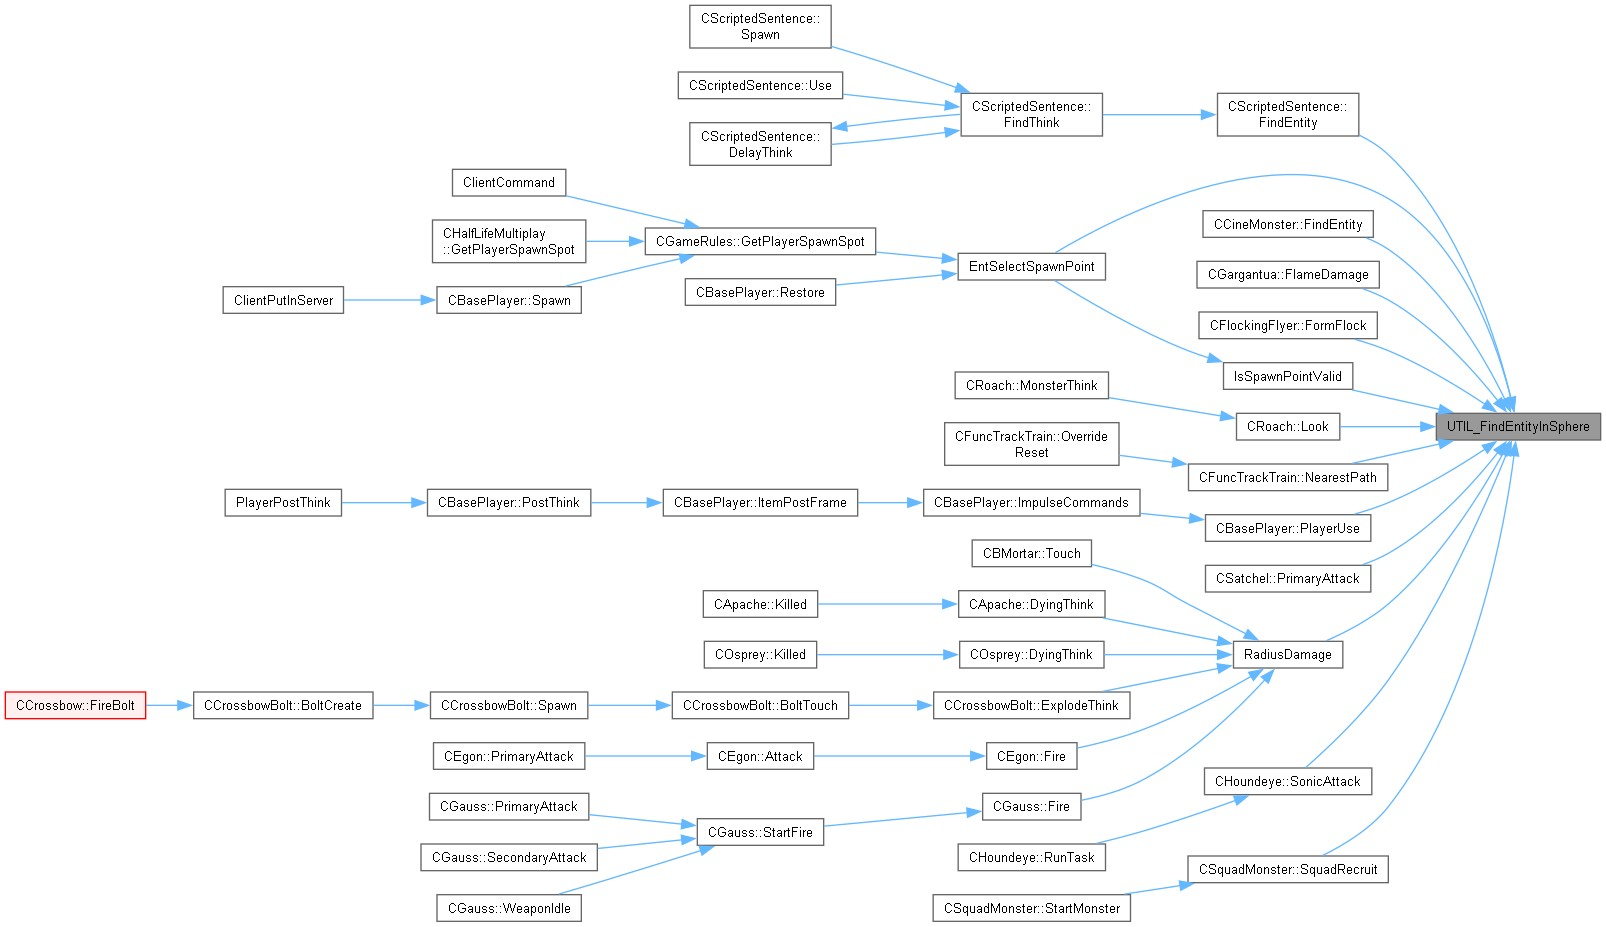 CScriptedSentence::
Spawn
CScriptedSentence::Use
CScriptedSentence::
DelayThink
CScriptedSentence::
FindThink
CScriptedSentence::
FindEntity
ClientCommand
CHalfLifeMultiplay
::GetPlayerSpawnSpot
CGameRules::GetPlayerSpawnSpot
CBasePlayer::Restore
EntSelectSpawnPoint
ClientPutInServer
CBasePlayer::Spawn
CCineMonster::FindEntity
CGargantua::FlameDamage
CFlockingFlyer::FormFlock
IsSpawnPointValid
CRoach::MonsterThink
CRoach::Look
UTIL_FindEntityInSphere
CFuncTrackTrain::Override
Reset
CFuncTrackTrain::NearestPath
PlayerPostThink
CBasePlayer::PostThink
CBasePlayer::ItemPostFrame
CBasePlayer::ImpulseCommands
CBasePlayer::PlayerUse
CBMortar::Touch
CSatchel::PrimaryAttack
CApache::Killed
CApache::DyingThink
COsprey::Killed
COsprey::DyingThink
RadiusDamage
CCrossbow::FireBolt
CCrossbowBolt::BoltCreate
CCrossbowBolt::Spawn
CCrossbowBolt::BoltTouch
CCrossbowBolt::ExplodeThink
CEgon::PrimaryAttack
CEgon::Attack
CEgon::Fire
CHoundeye::SonicAttack
CGauss::PrimaryAttack
CGauss::StartFire
CGauss::Fire
CGauss::SecondaryAttack
CHoundeye::RunTask
CSquadMonster::SquadRecruit
CGauss::WeaponIdle
CSquadMonster::StartMonster